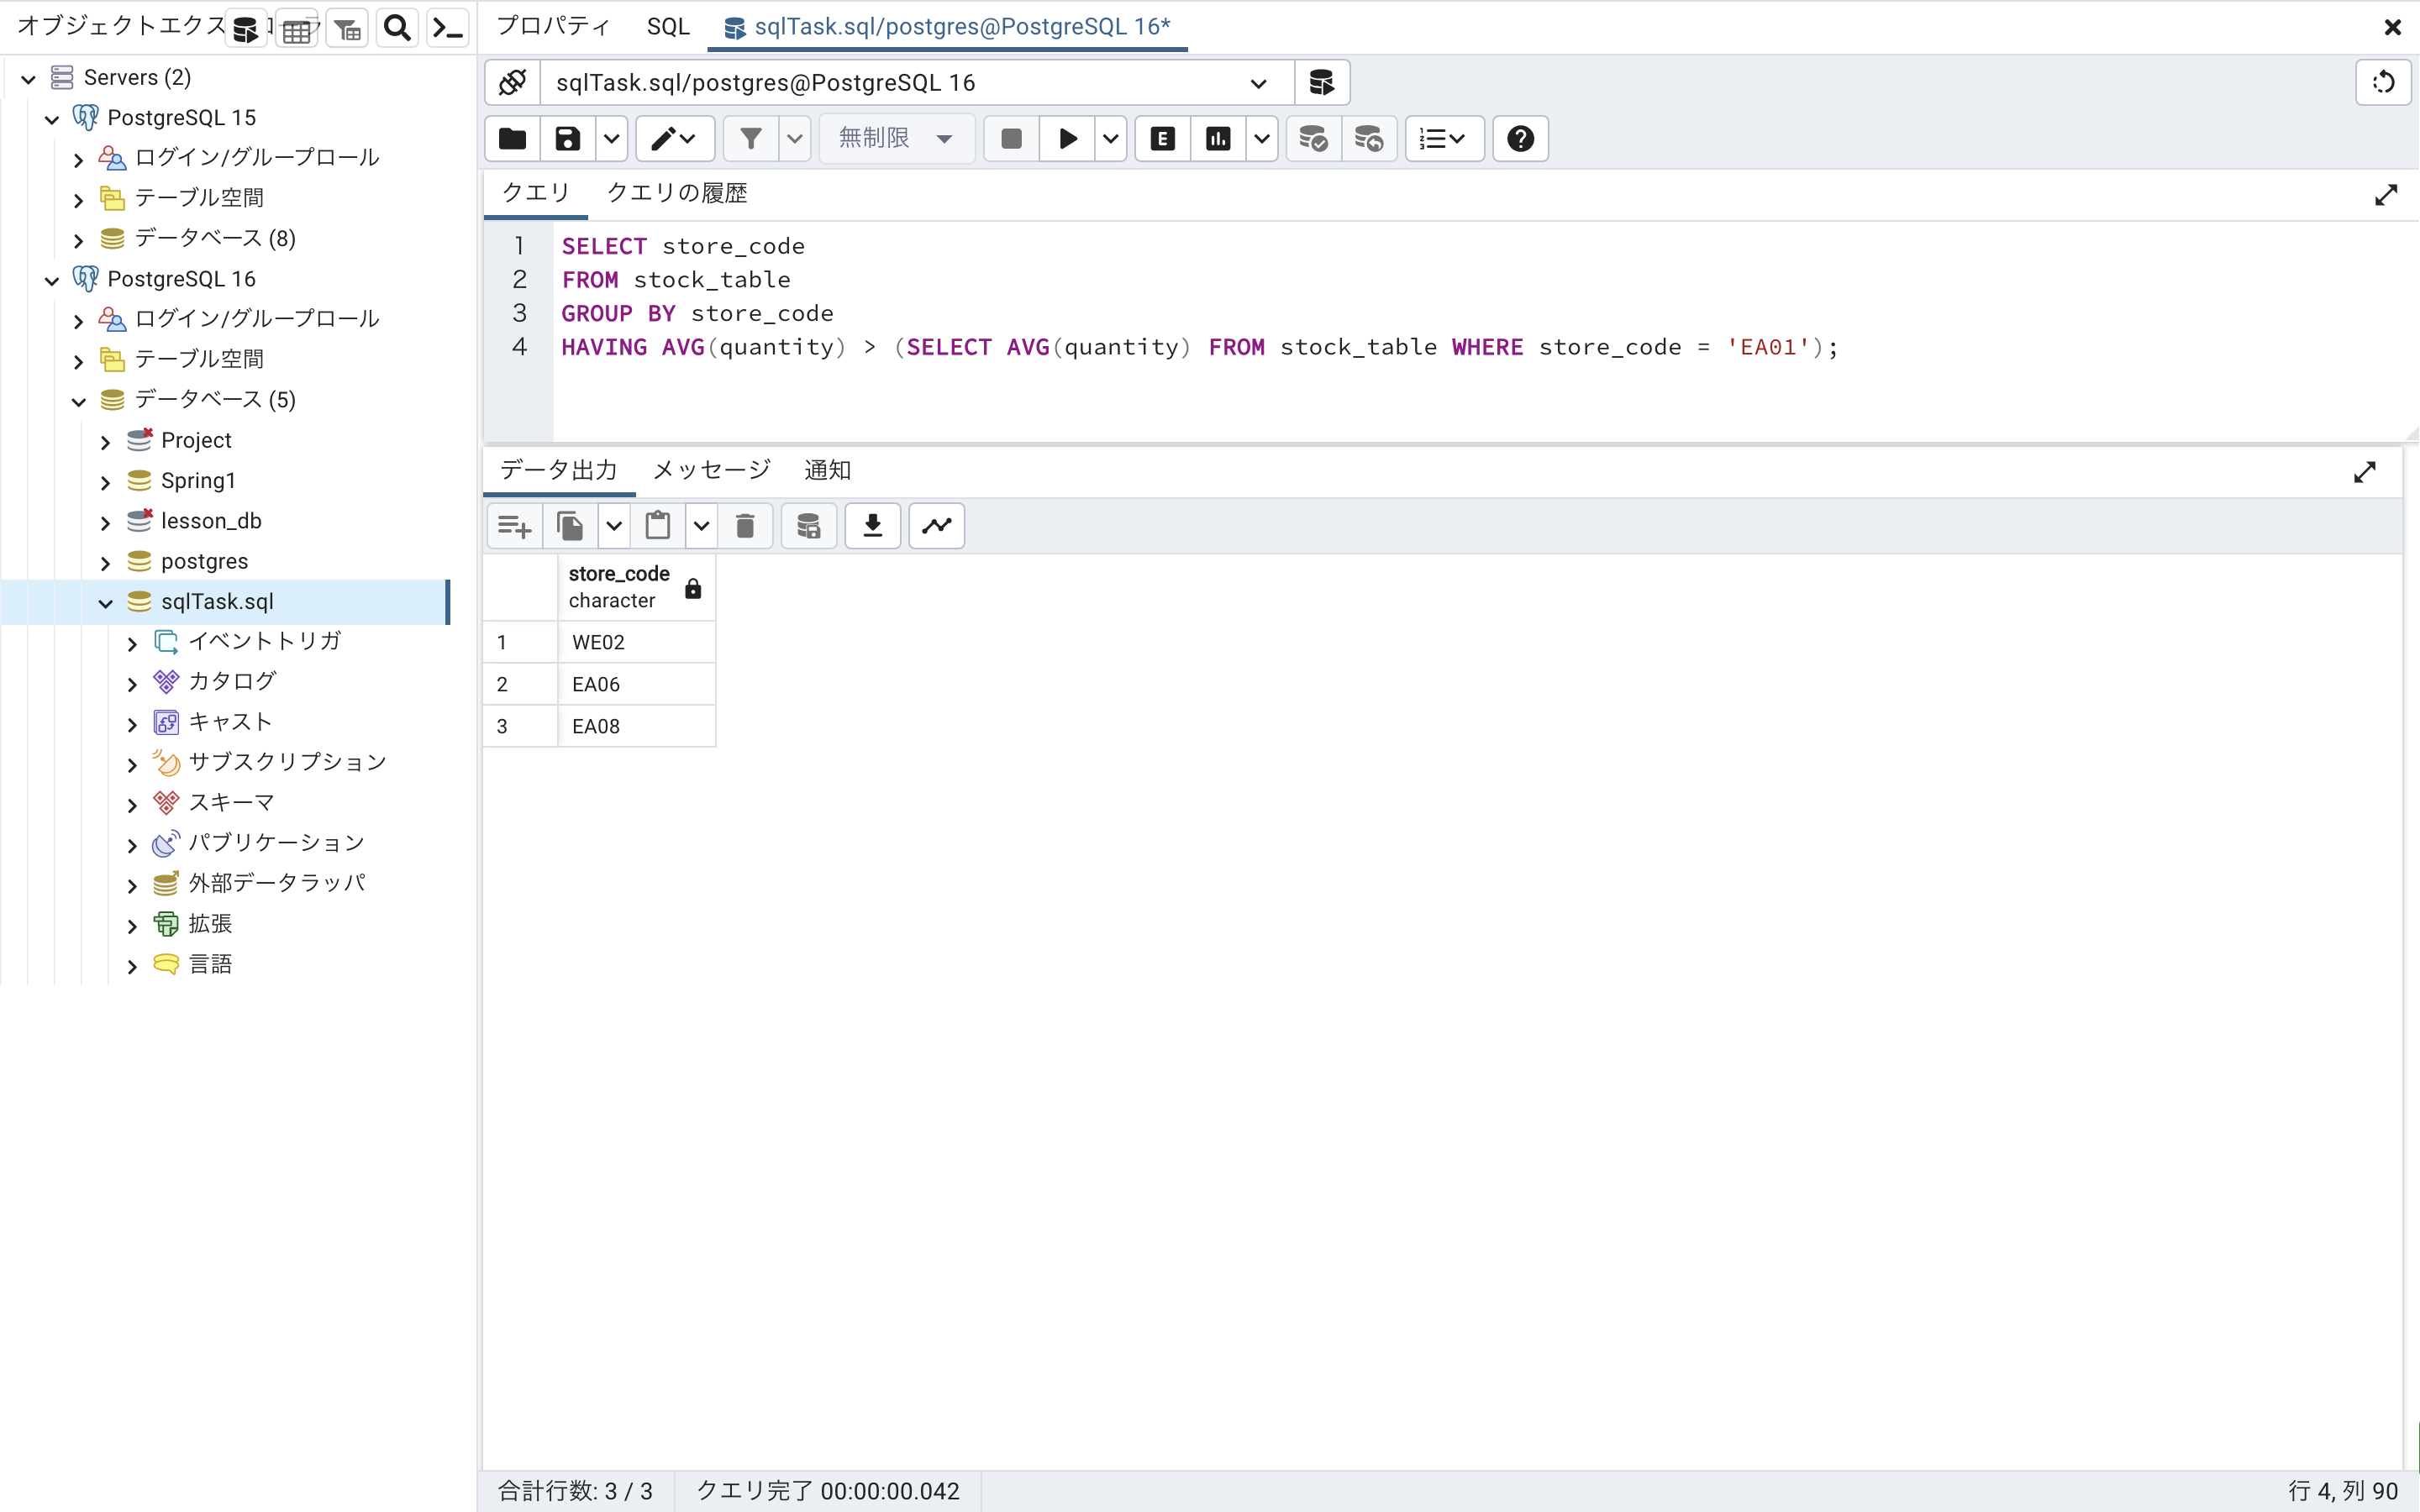 オブジェクトエクス
プロパティ
SQL
sqlTask.sql/postgres@PostgreSQL 16*
Servers (2)
PostgreSQL 15
ログイン/グループロール
テーブル空間
データベース (8)
PostgreSQL 16
ログイン/グループロール
テーブル空間
データベース (5)
Project
Spring1
lesson_db
postgres
sqlTask.sql
イベントトリガ
カタログ
キャスト
サブスクリプション
スキーマ
パブリケーション
外部データラッパ
拡張
言語
sqlTask.sql/postgres@PostgreSQL 16
無制限
E
クエリ
クエリの履歴
1 SELECT store_code
2 FROM stock_table
3 GROUP BY store_code
4 HAVING AVG(quantity) > (SELECT AVG(quantity) FROM stock_table WHERE store_code = 'EA01');
データ出力
メッセージ
通知
store_code
character
1 WE02
2 EA06
3 EA08
合計行数: 3 / 3
クエリ完了 00:00:00.042
行 4, 列 90